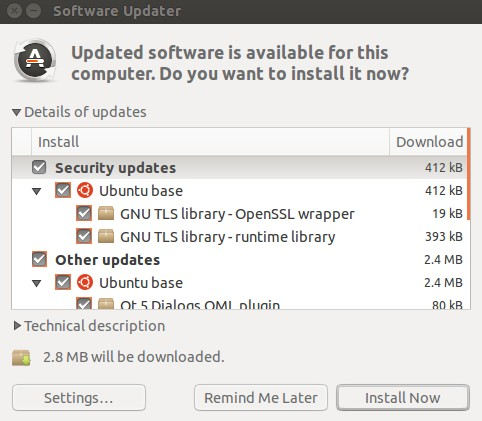 Software Updater
Updated software is available for this
computer. Do you want to install it now?
Details of updates
Install Download
Security updates 412 kB
Ubuntu base 412 kB
GNU TLS library - OpenSSL wrapper 19 kB
GNU TLS library - runtime library 393 kB
Other updates 2.4 MB
Ubuntu base 2.4 MB
Qt 5 Dialogs QML plugin 80 kB
Technical description
2.8 MB will be downloaded.
Settings... Remind Me Later Install Now